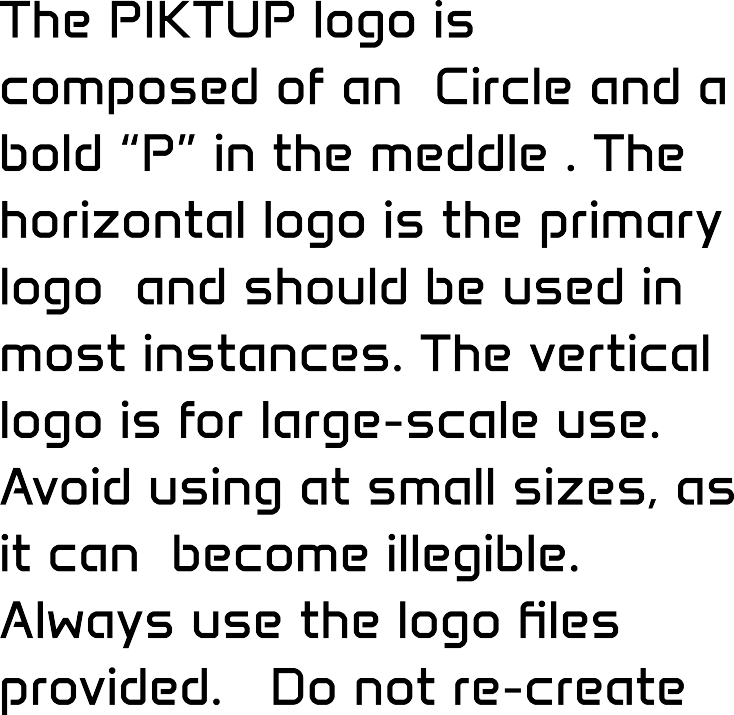 The PIKTUP logo is
composed of an  Circle and a
bold “P” in the meddle . The
horizontal logo is the primary
logo  and should be used in
most instances. The vertical
logo is for large-scale use.
Avoid using at small sizes, as
it can  become illegible.
Always use the logo files
provided.   Do not re-create